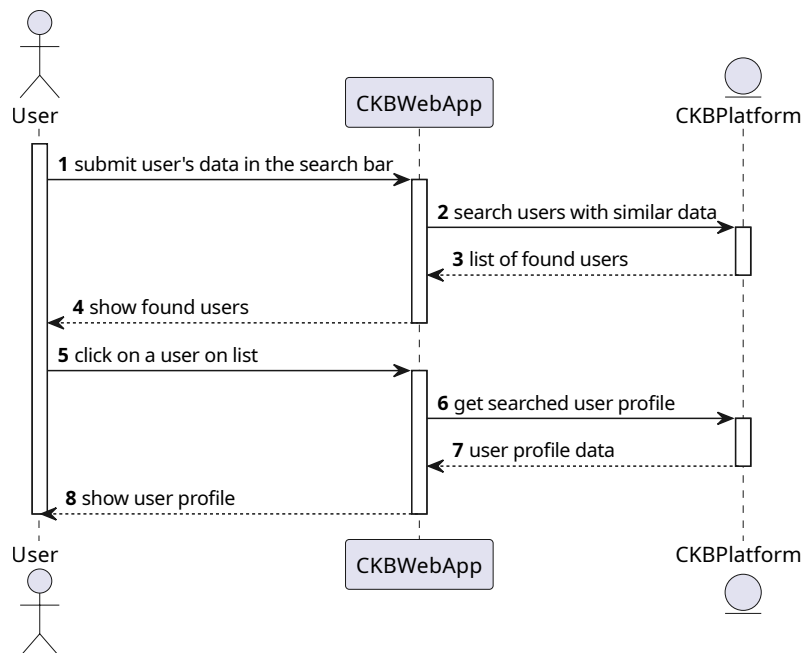 User
CKBWebApp
CKBPlatform
1 submit user's data in the search bar
2 search users with similar data
3 list of found users
4 show found users
5 click on a user on list
6 get searched user profile
7 user profile data
8 show user profile
User
CKBWebApp
CKBPlatform